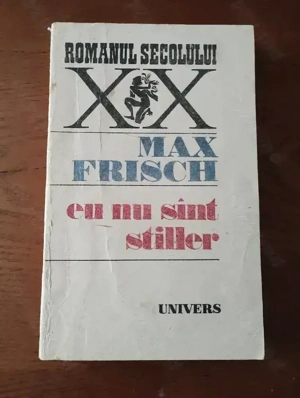 ROMANUL SECOLULUI
XX
MAX
FRISCH
eu nu sînt
stiller
UNIVERS